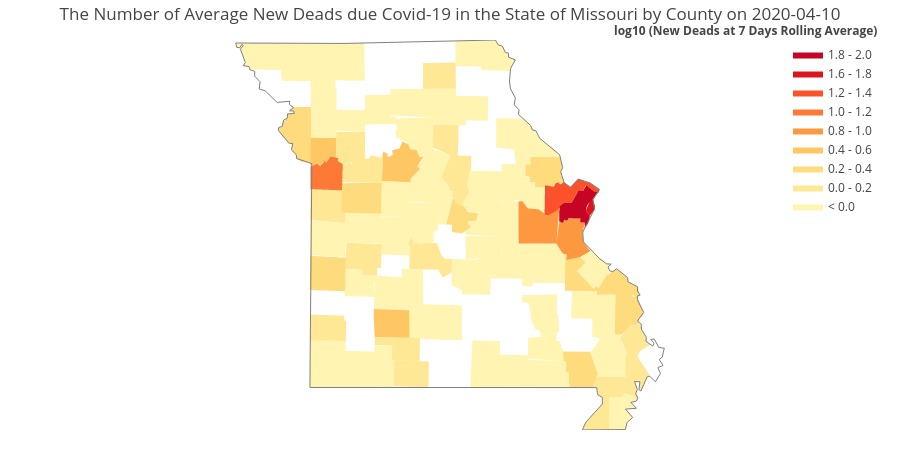 The Number of Average New Deads due Covid-19 in the State of Missouri by County on 2020-04-10
log10 (New Deads at 7 Days Rolling Average)
1.8 - 2.0
1.6 - 1.8
1.2 - 1.4
1.0 - 1.2
0.8 - 1.0
0.4 - 0.6
0.2 - 0.4
0.0 - 0.2
< 0.0